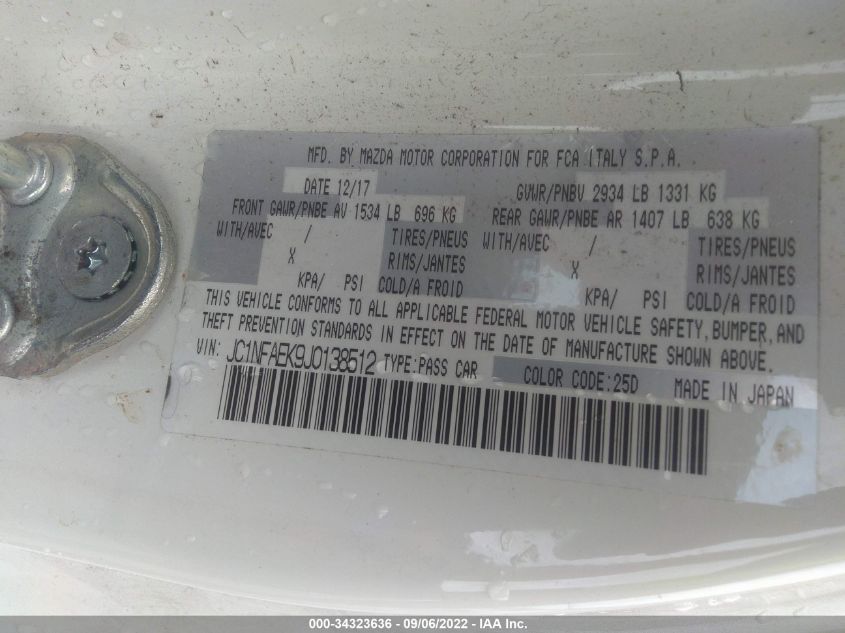 MFD. BY MAZDA MOTOR CORPORATION FOR FCA ITALY S.P.A.
DATE 12/17 GVWR/PNBV 2934 LB 1331 KG
FRONT GAWR/PNBE AV 1534 LB 696 KG REAR GAWR/PNBE AR 1407 LB 638 KG
WITH/AVEC / TIRES/PNEUS WITH/AVEC / TIRES/PNEUS
X RIMS/JANTES X RIMS/JANTES
KPA/ PSI COLD/A FROID KPA/ PSI COLD/A FROID
THIS VEHICLE CONFORMS TO ALL APPLICABLE FEDERAL MOTOR VEHICLE SAFETY, BUMPER, AND
THEFT PREVENTION STANDARDS IN EFFECT ON THE DATE OF MANUFACTURE SHOWN ABOVE.
VIN: JC1NFAEK9J0138512 TYPE:PASS CAR COLOR CODE:25D MADE IN JAPAN
000-34323636 - 09/06/2022 - IAA Inc.